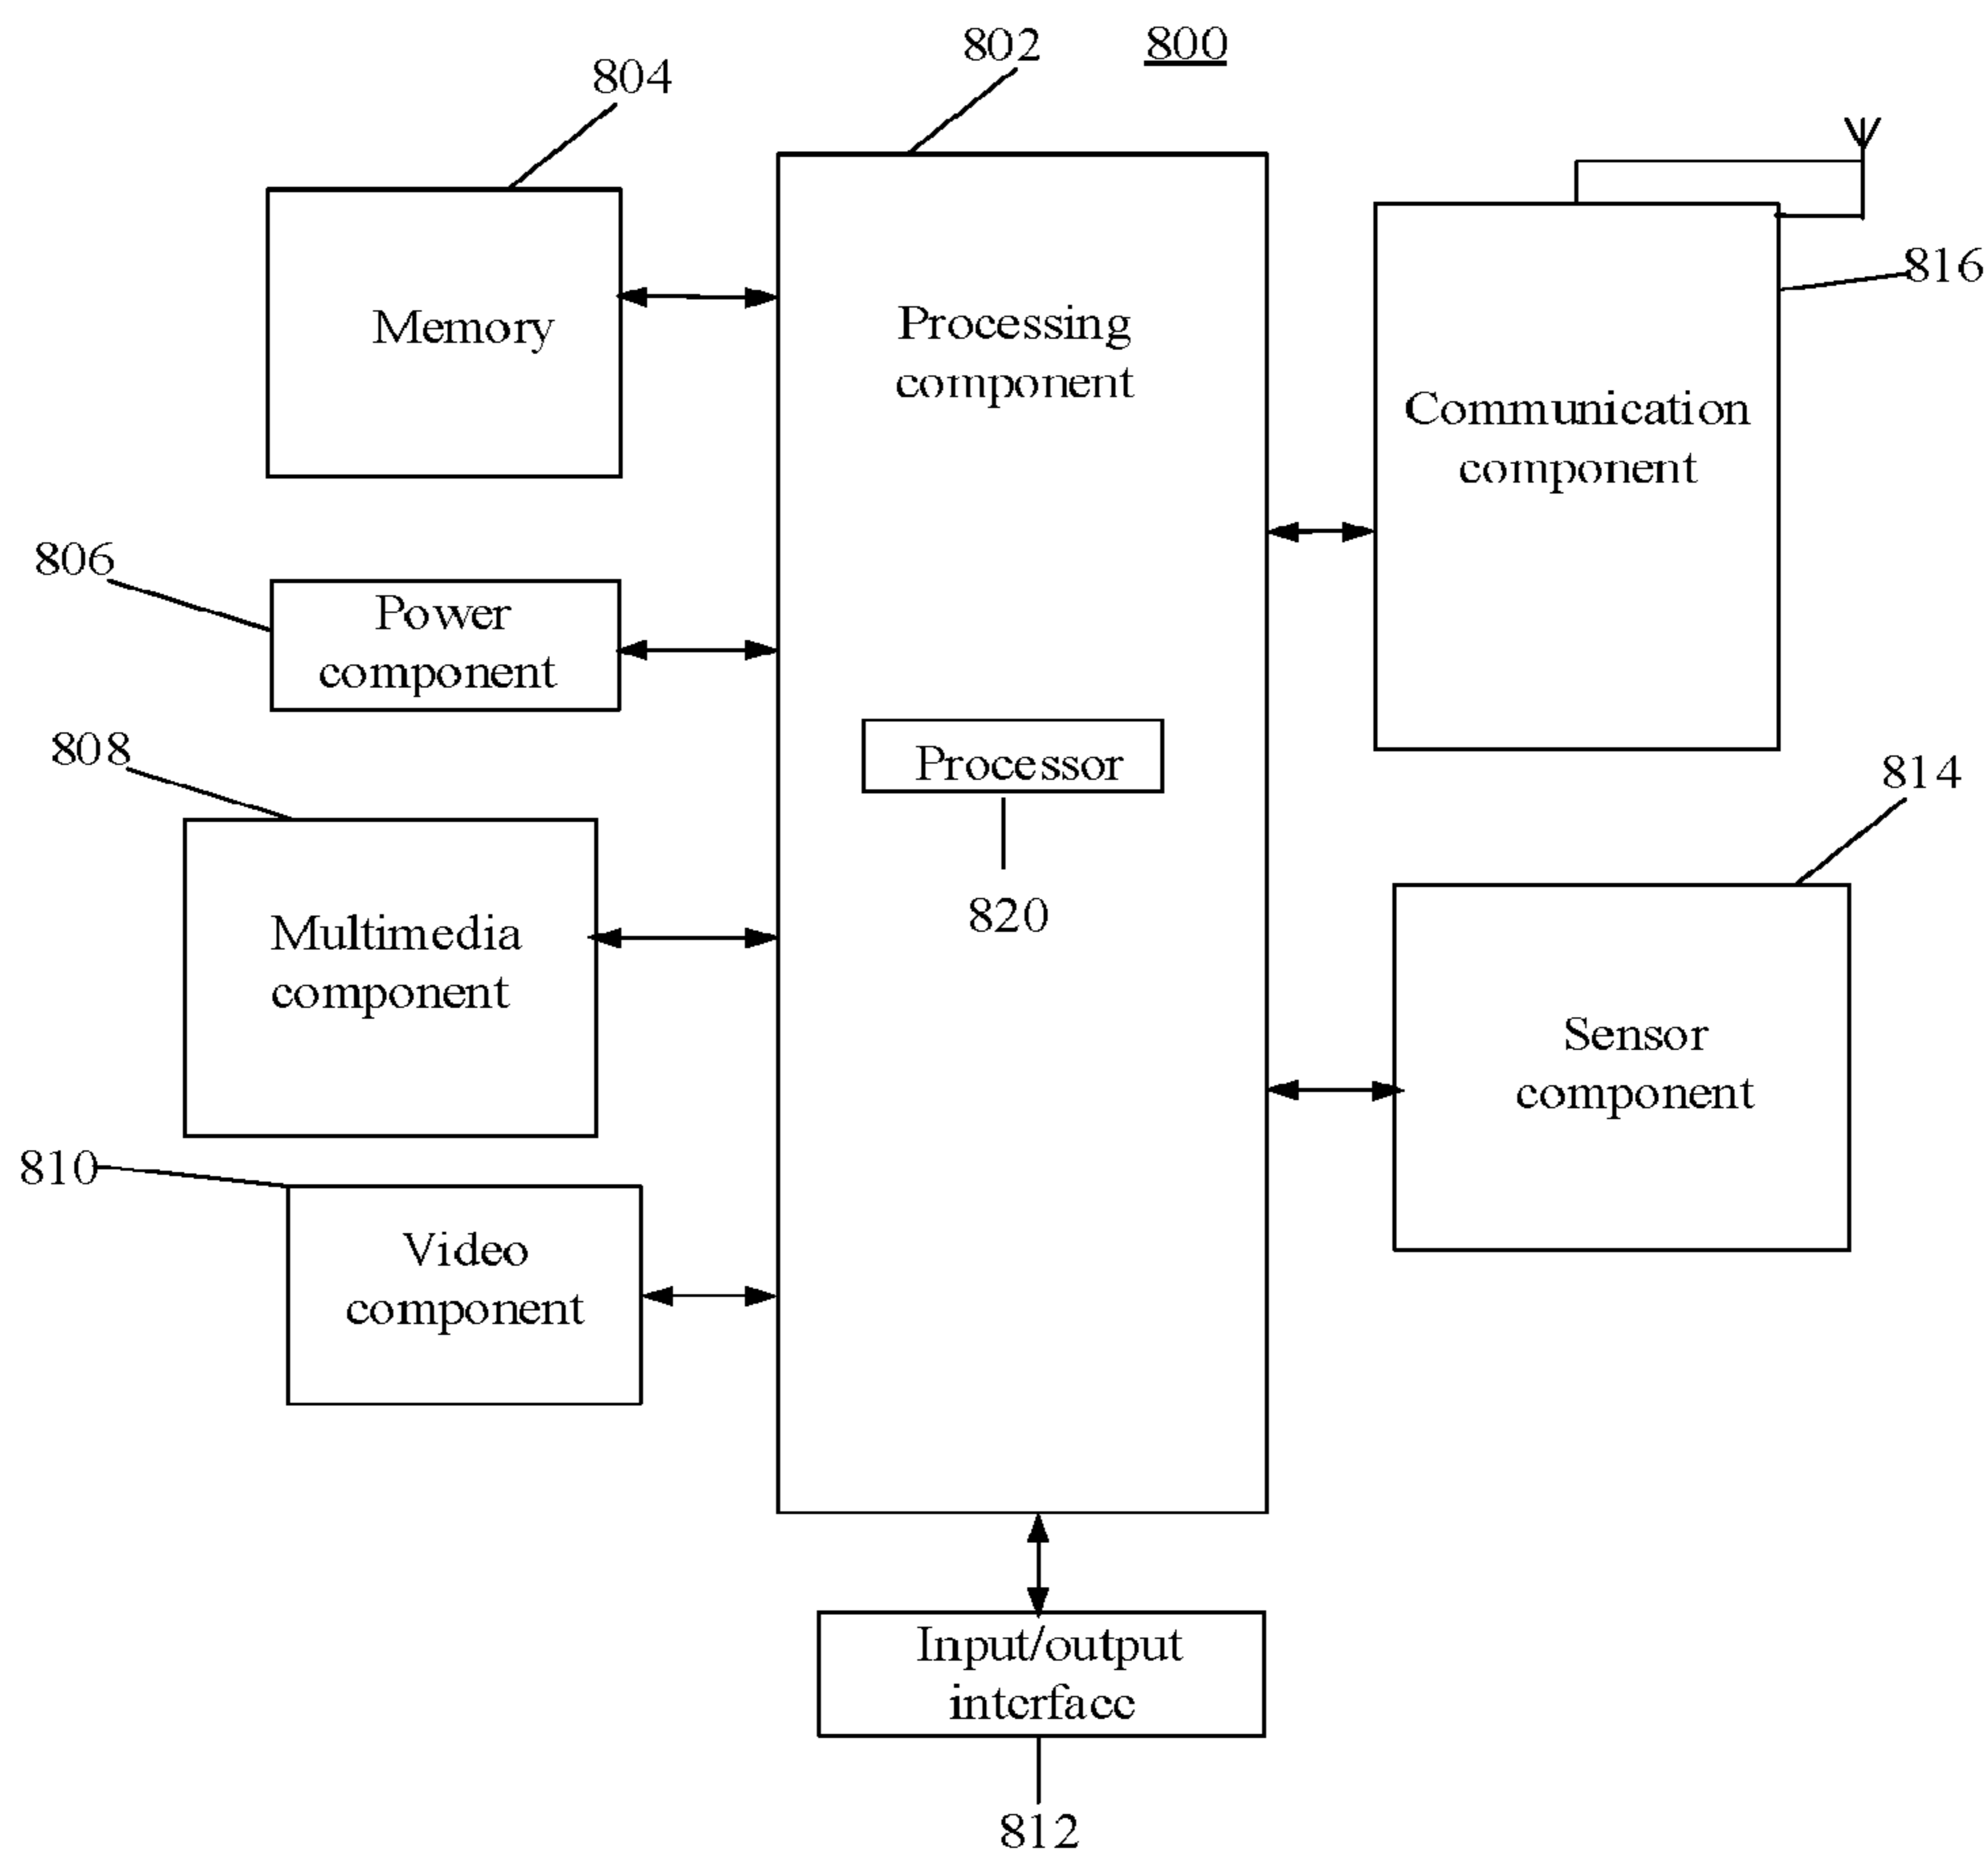 802
800
804
816
Memory
Processing
component
Communication
component
806
Power
component
808
Processor
814
820
Multimedia
component
Sensor
component
810
Video
component
Input/output
interface
812